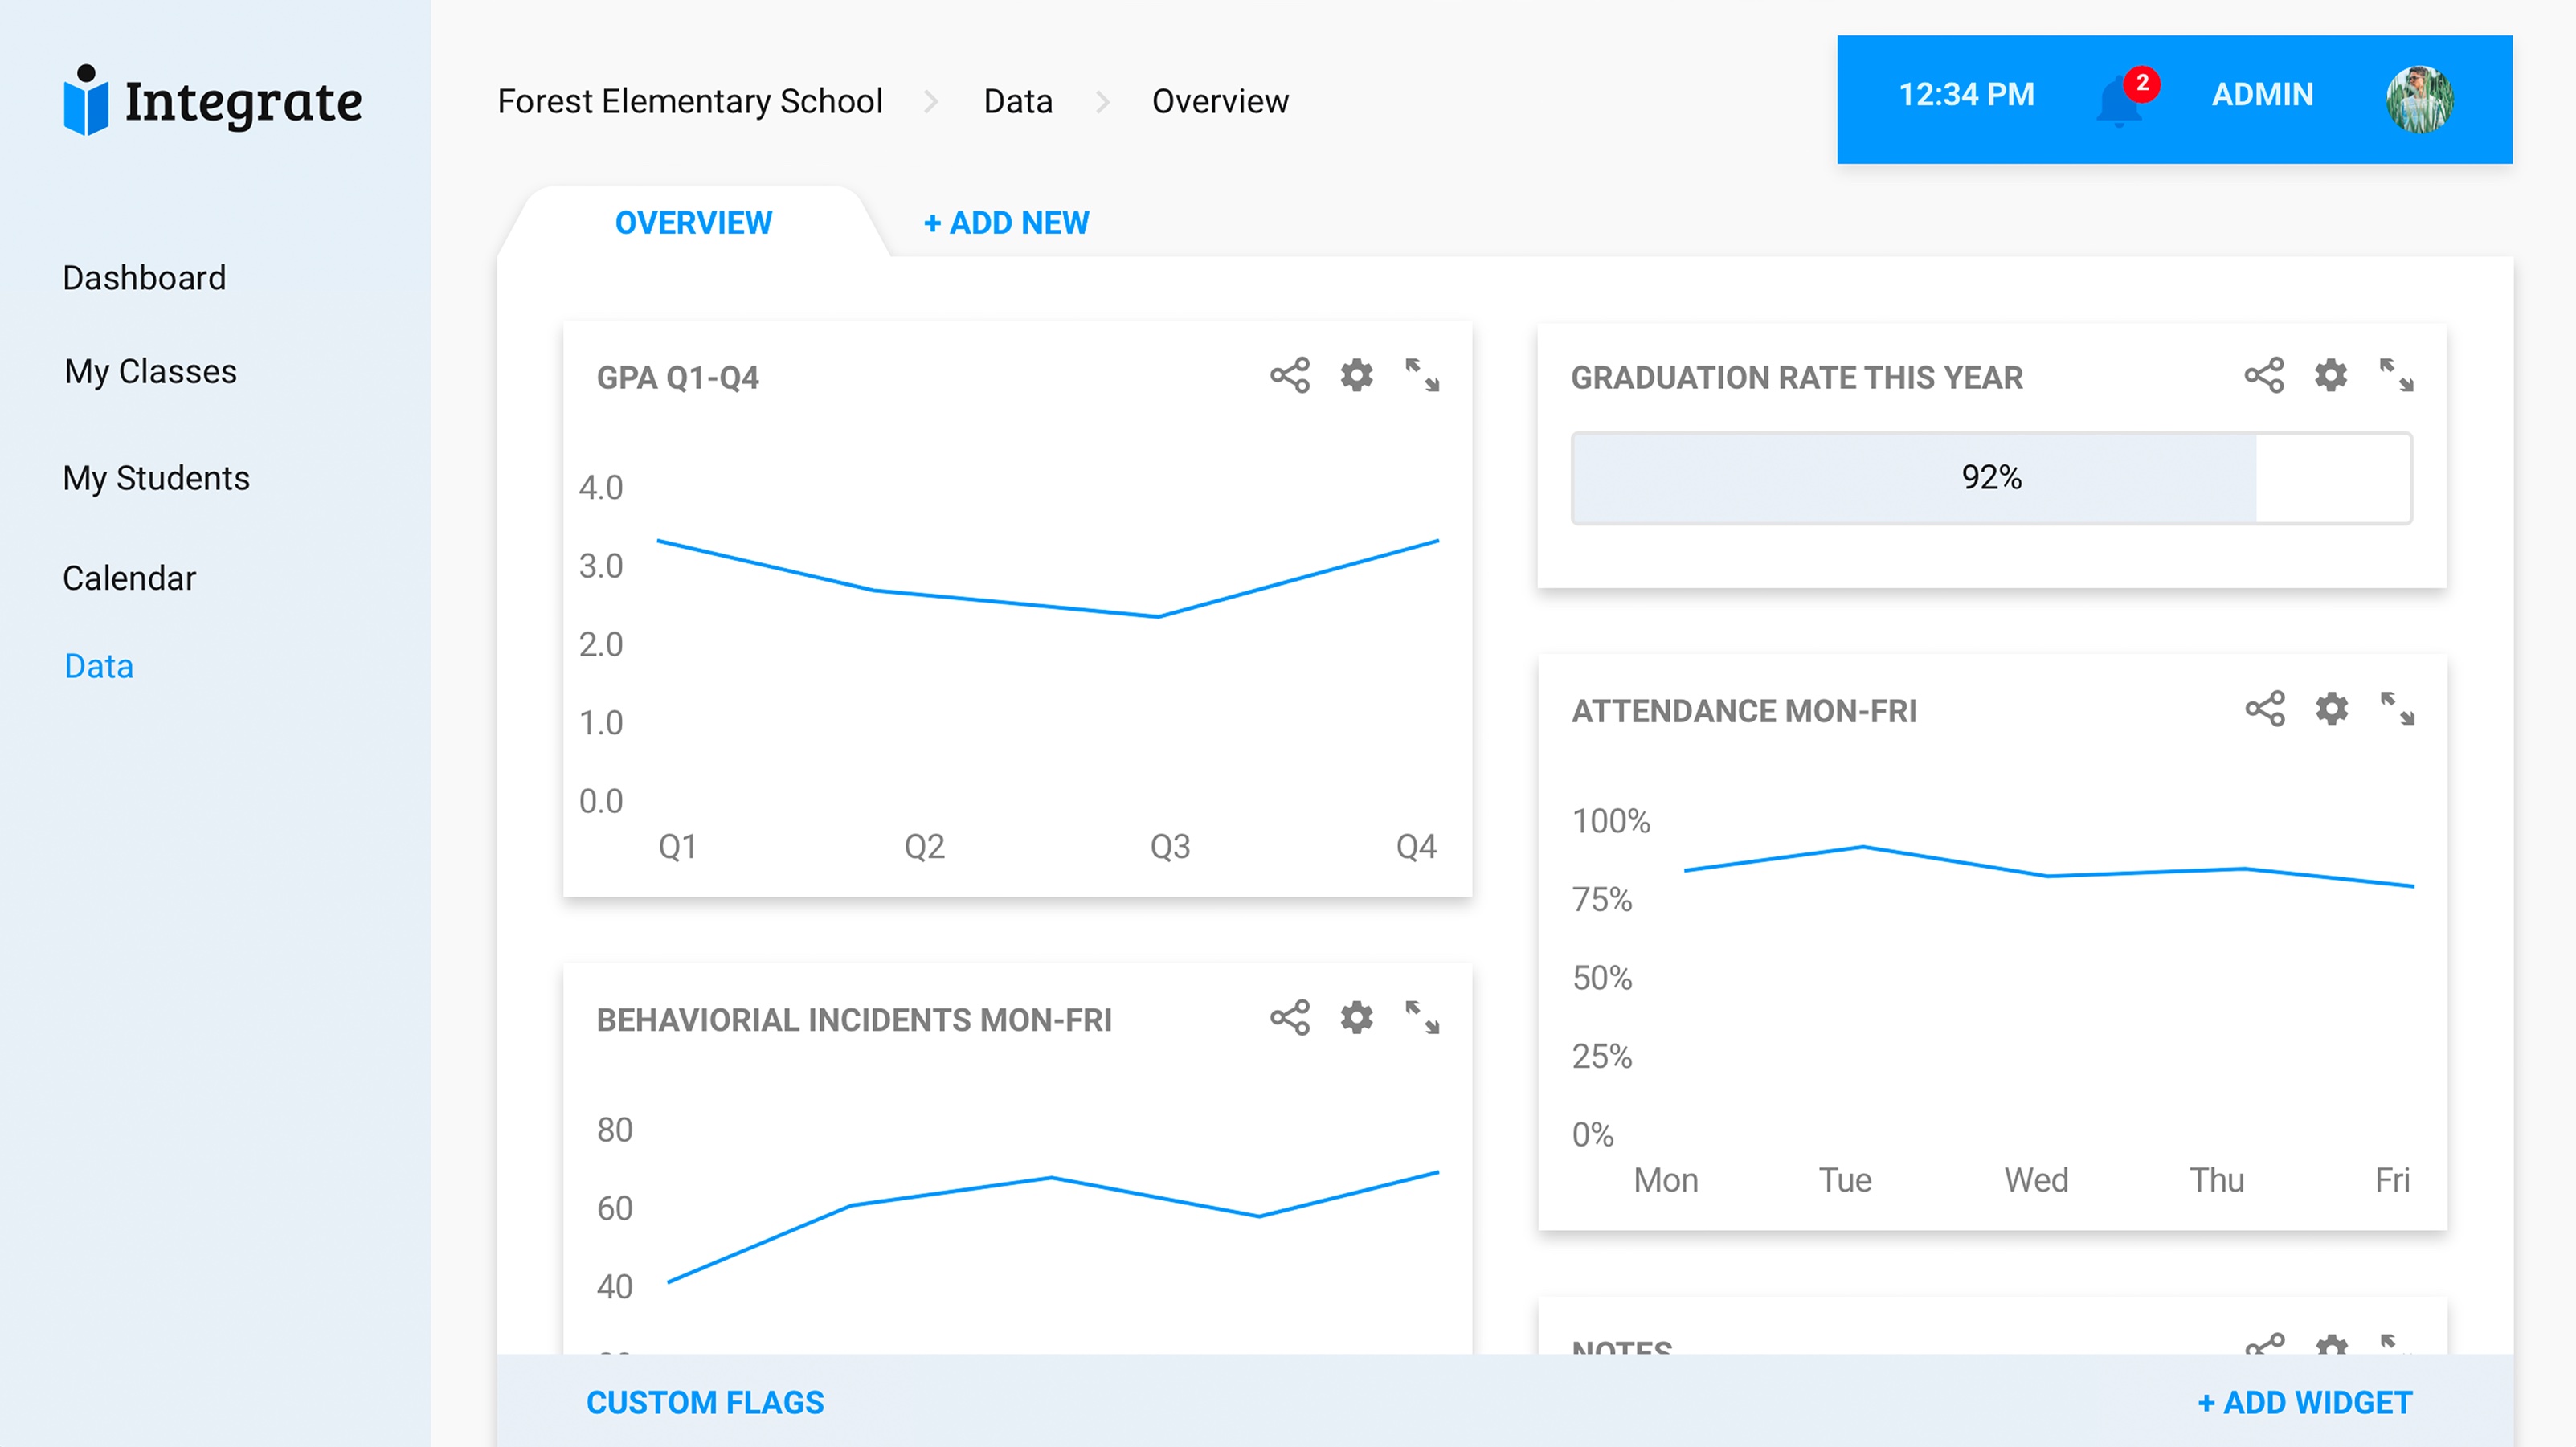 Integrate
Dashboard
My Classes
My Students
Calendar
Data
Forest Elementary School > Data > Overview
12:34 PM
2
ADMIN
OVERVIEW
+ ADD NEW
GPA Q1-Q4
4.0
3.0
2.0
1.0
0.0
Q1 Q2 Q3 Q4
GRADUATION RATE THIS YEAR
92%
ATTENDANCE MON-FRI
100%
75%
50%
25%
0%
Mon Tue Wed Thu Fri
BEHAVIORIAL INCIDENTS MON-FRI
80
60
40
NOTES
CUSTOM FLAGS
+ ADD WIDGET